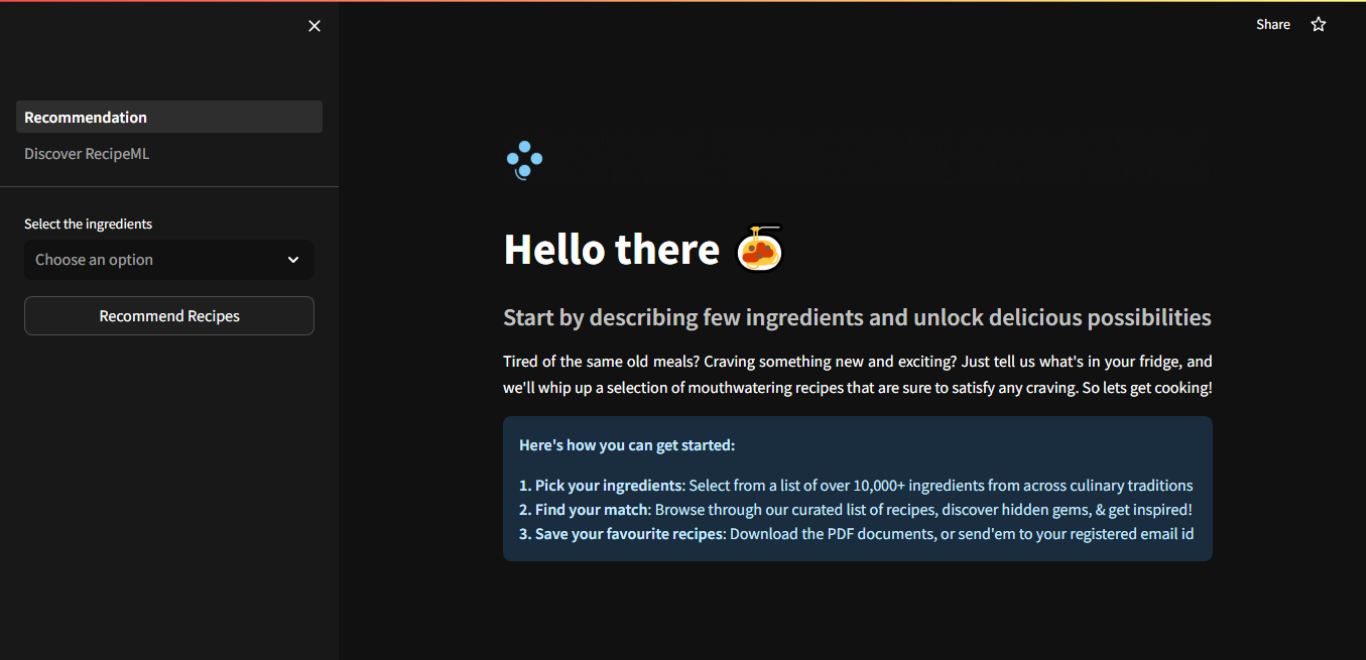 Share
Recommendation
Discover RecipeML
Select the ingredients
Choose an option
Recommend Recipes
Hello there
Start by describing few ingredients and unlock delicious possibilities
Tired of the same old meals? Craving something new and exciting? Just tell us what's in your fridge, and
we'll whip up a selection of mouthwatering recipes that are sure to satisfy any craving. So lets get cooking!
Here's how you can get started:
1. Pick your ingredients: Select from a list of over 10,000+ ingredients from across culinary traditions
2. Find your match: Browse through our curated list of recipes, discover hidden gems, & get inspired!
3. Save your favourite recipes: Download the PDF documents, or send'em to your registered email id